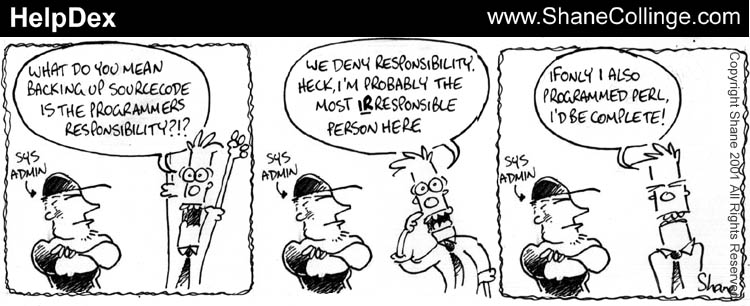 HelpDex
www.ShaneCollinge.com
WHAT DO YOU MEAN
BACKING UP SOURCECODE
IS THE PROGRAMMERS
RESPONSIBILITY?!?
SYS
ADMIN
WE DENY RESPONSIBILITY.
HECK, I'M PROBABLY THE
MOST IRRESPONSIBLE
PERSON HERE.
SYS
ADMIN
IF ONLY I ALSO
PROGRAMMED PERL,
I'D BE COMPLETE!
SYS
ADMIN
Shane
Copyright Shane 2001 All Rights Reserved